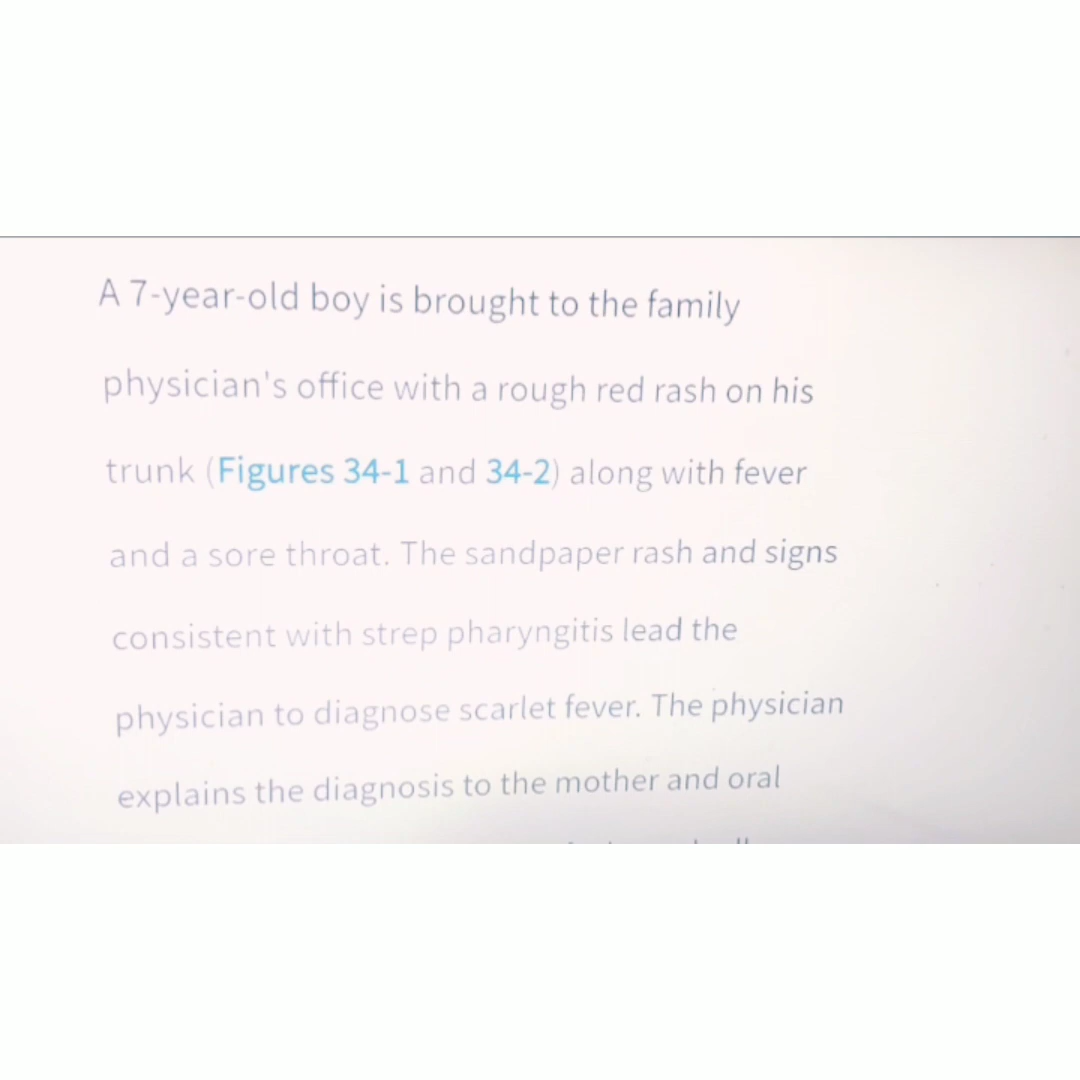 A 7-year-old boy is brought to the family
physician's office with a rough red rash on his
trunk (Figures 34-1 and 34-2) along with fever
and a sore throat. The sandpaper rash and signs
consistent with strep pharyngitis lead the
physician to diagnose scarlet fever. The physician
explains the diagnosis to the mother and oral